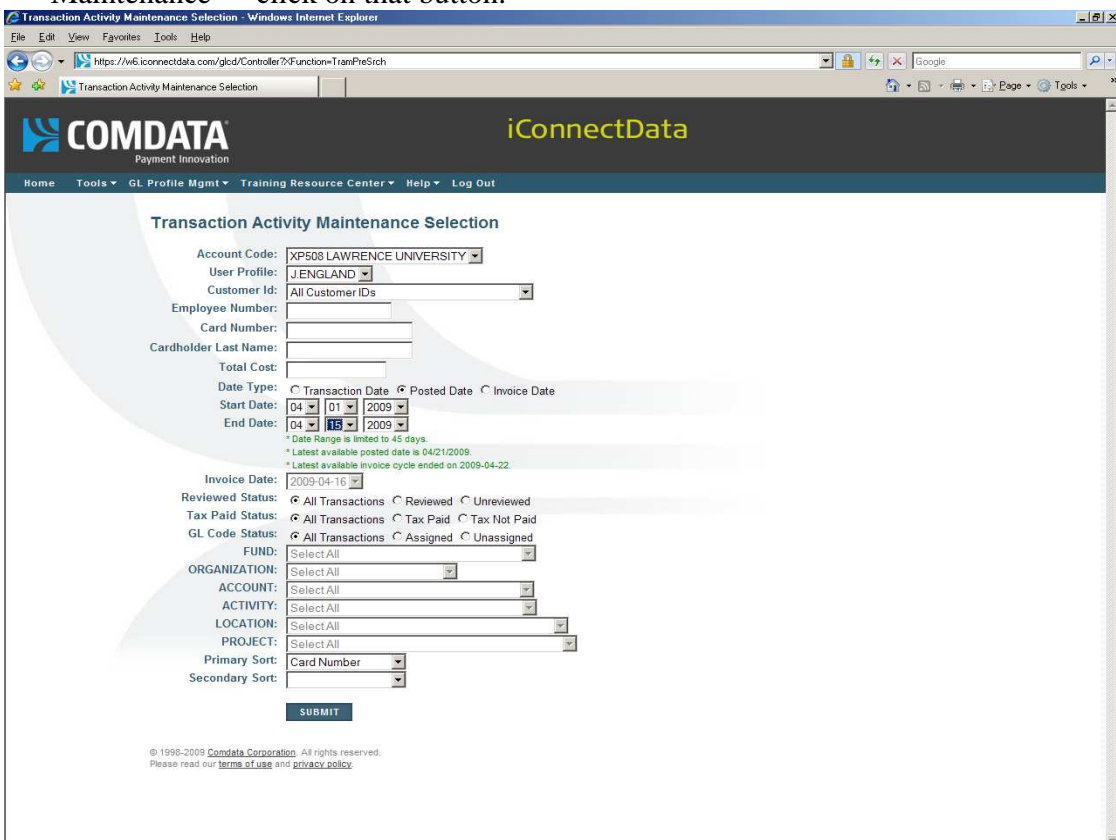 Maintenance click on that button.
Transaction Activity Maintenance Selection - Windows Internet Explorer
File Edit View Favorites Tools Help
https://w6.iconnectdata.com/glcd/Controller?XFunction=TramPreSrch
Google
Transaction Activity Maintenance Selection
Page Tools
COMDATA
Payment Innovation
iConnectData
Home Tools GL Profile Mgmt Training Resource Center Help Log Out
Transaction Activity Maintenance Selection
Account Code: XP508 LAWRENCE UNIVERSITY
User Profile: J.ENGLAND
Customer Id: All Customer IDs
Employee Number:
Card Number:
Cardholder Last Name:
Total Cost:
Date Type: Transaction Date Posted Date Invoice Date
Start Date: 04 01 2009
End Date: 04 15 2009
* Date Range is limited to 45 days.
* Latest available posted date is 04/21/2009.
* Latest available invoice cycle ended on 2009-04-22.
Invoice Date: 2009-04-16
Reviewed Status: All Transactions Reviewed Unreviewed
Tax Paid Status: All Transactions Tax Paid Tax Not Paid
GL Code Status: All Transactions Assigned Unassigned
FUND: Select All
ORGANIZATION: Select All
ACCOUNT: Select All
ACTIVITY: Select All
LOCATION: Select All
PROJECT: Select All
Primary Sort: Card Number
Secondary Sort:
SUBMIT
© 1998-2009 Comdata Corporation. All rights reserved.
Please read our terms of use and privacy policy.